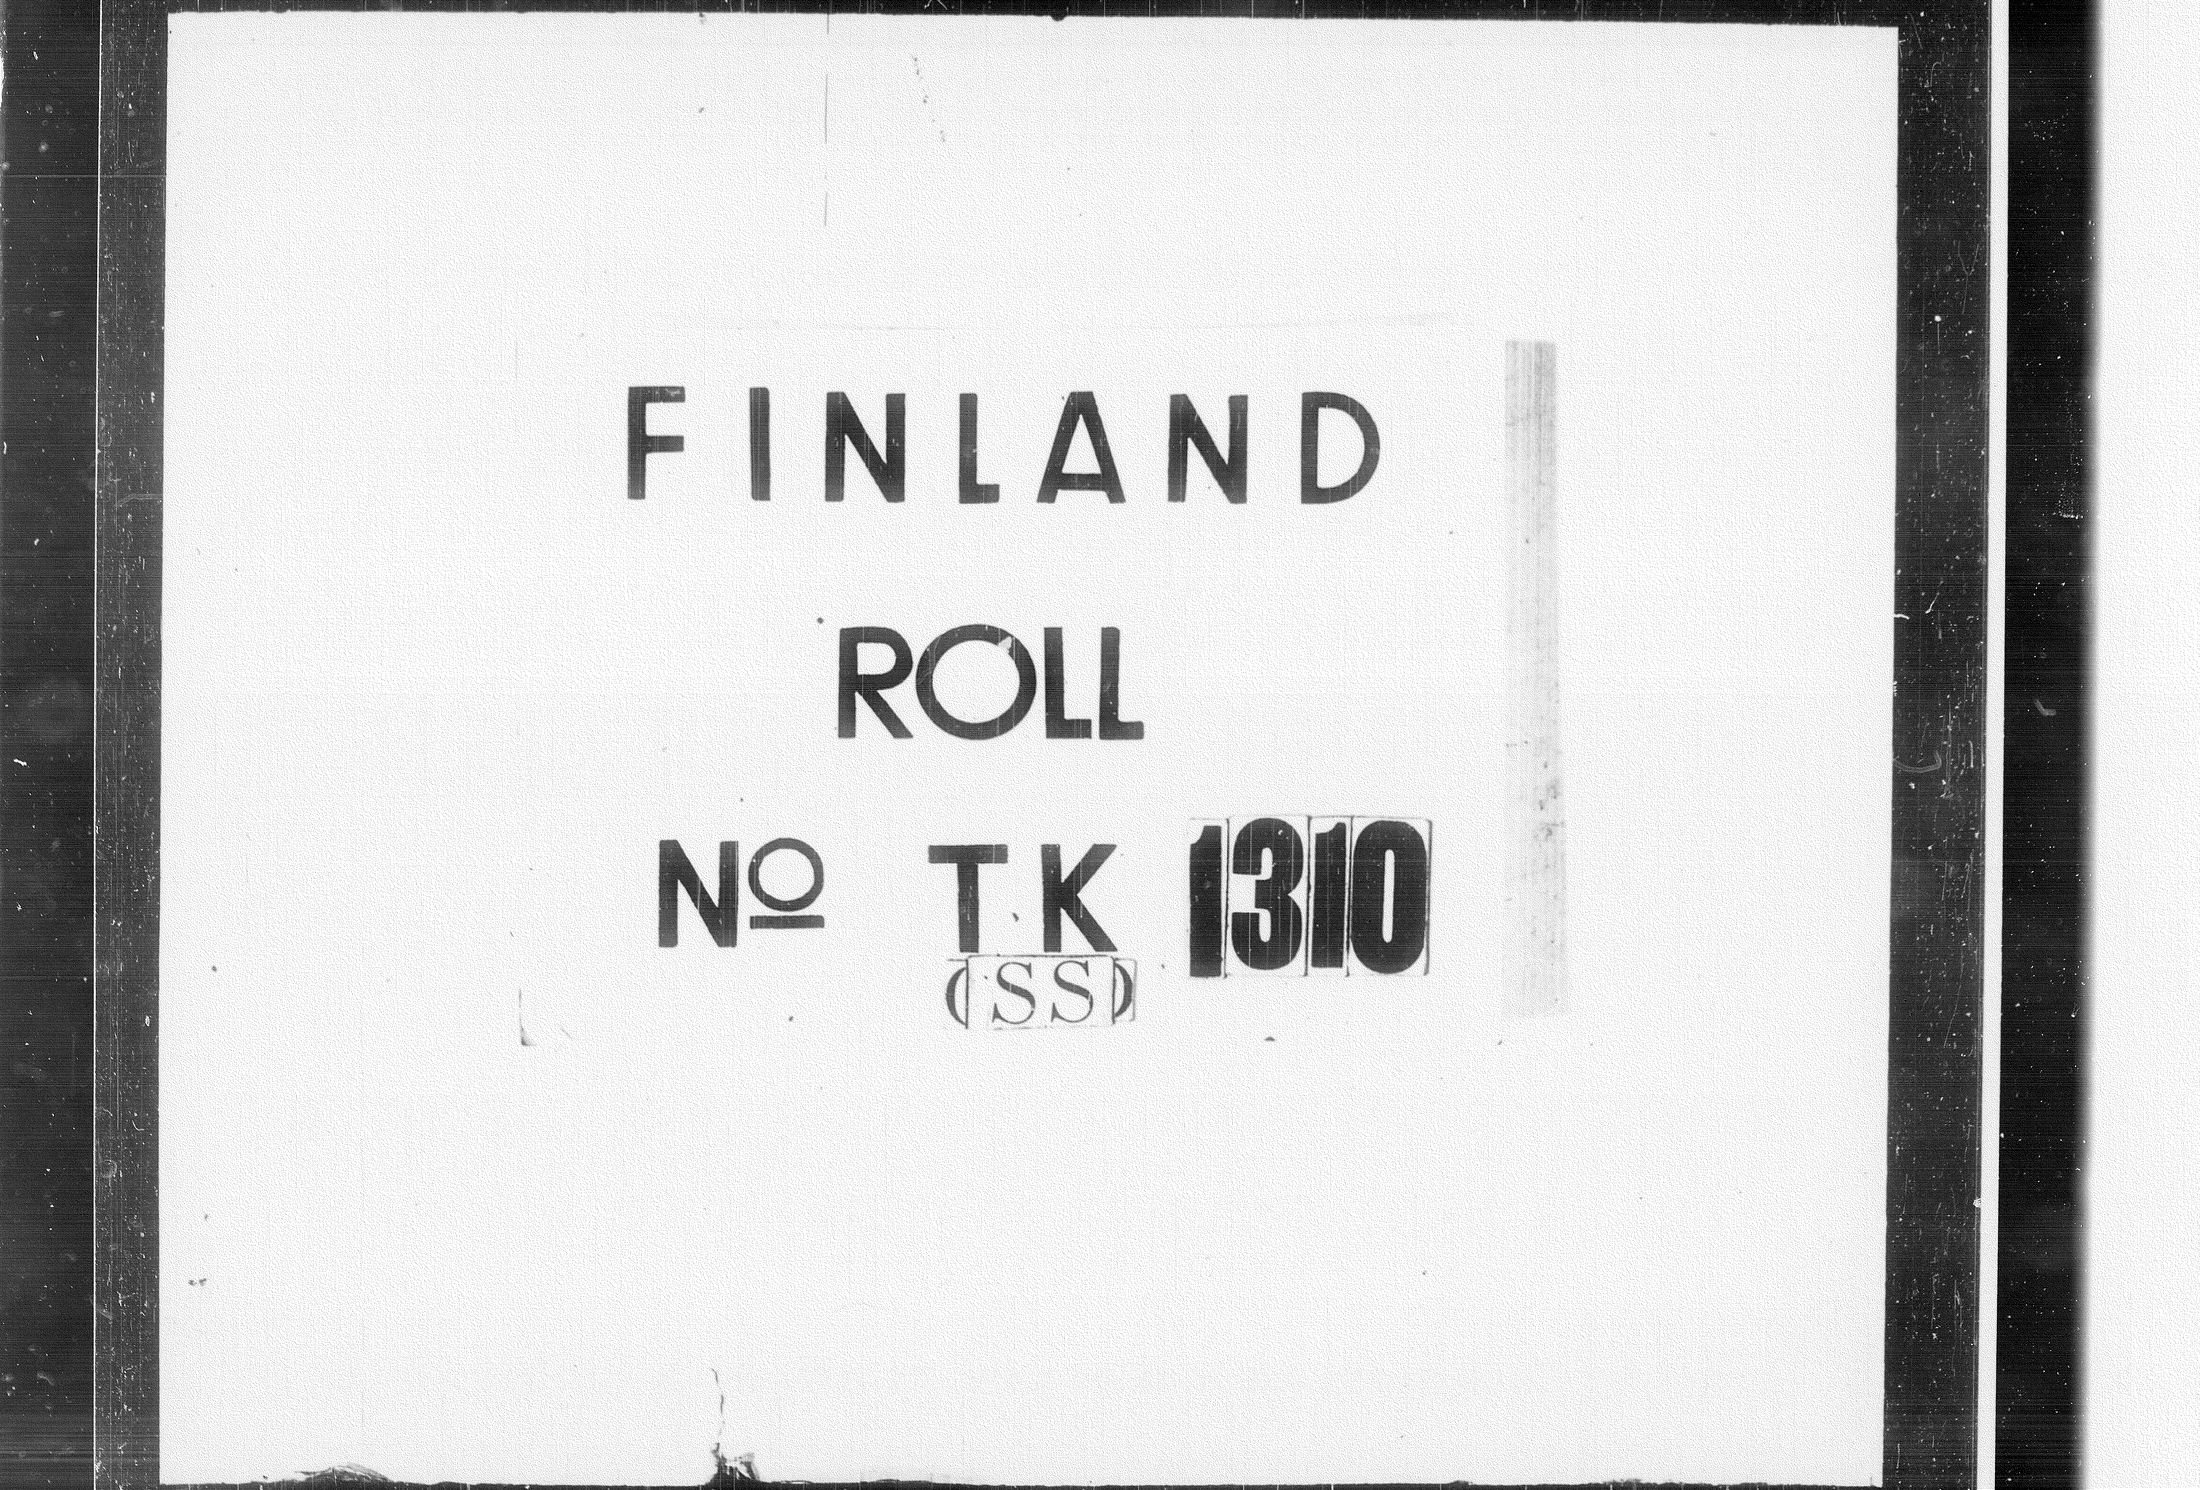 FINLAND
ROLL
Nº TK 1310
(SS)